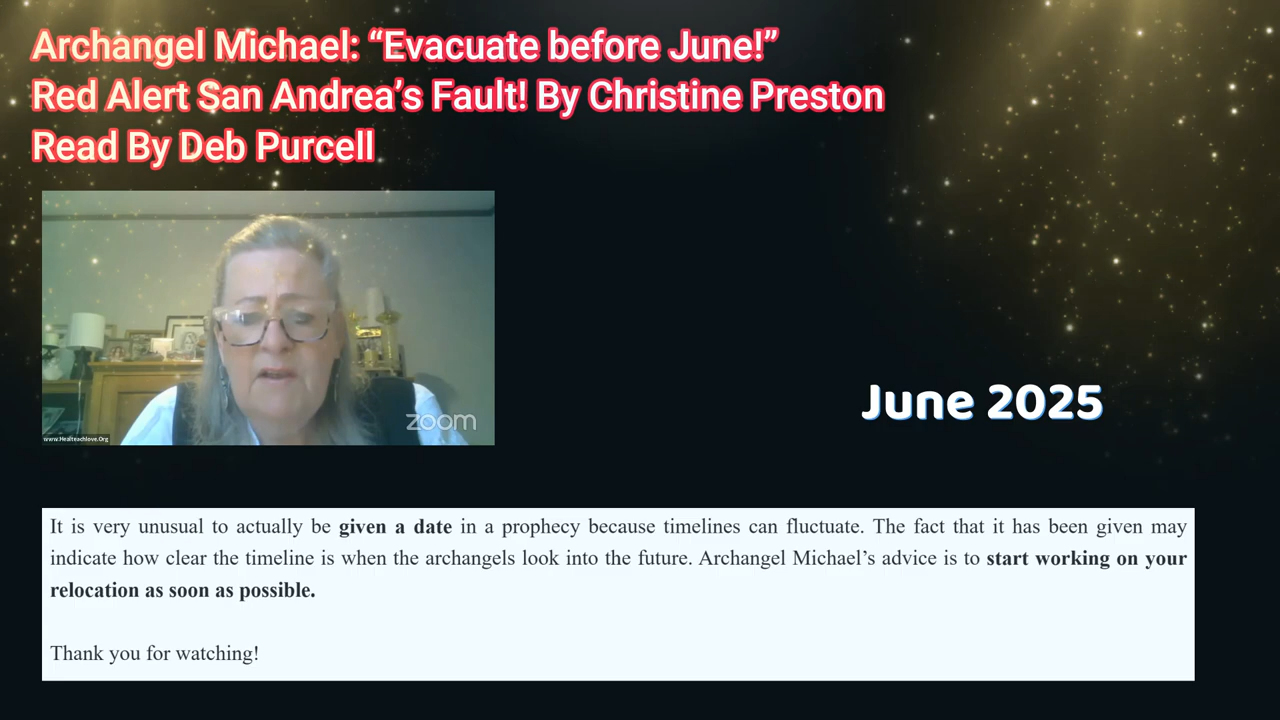 Archangel Michael: “Evacuate before June!”
Red Alert San Andrea’s Fault! By Christine Preston
Read By Deb Purcell
zoom
www.Healteachlove.Org
June 2025
It is very unusual to actually be given a date in a prophecy because timelines can fluctuate. The fact that it has been given may
indicate how clear the timeline is when the archangels look into the future. Archangel Michael’s advice is to start working on your
relocation as soon as possible.
Thank you for watching!